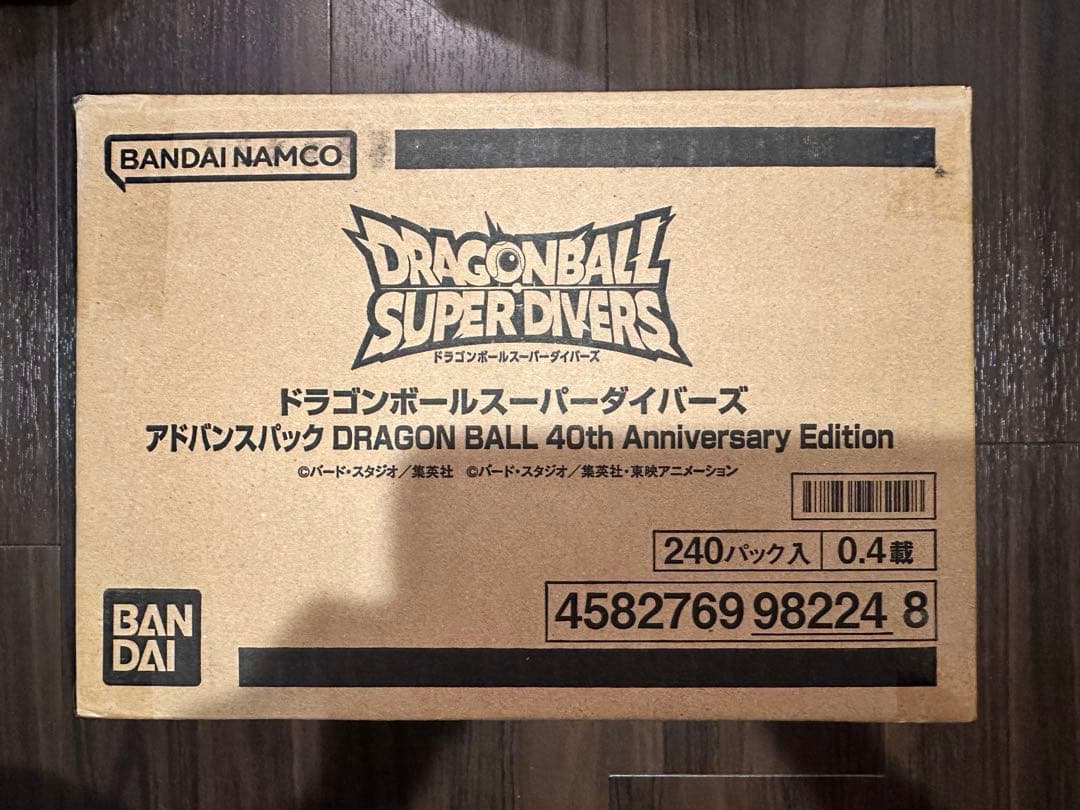 BANDAI NAMCO
DRAGONBALL
SUPER DIVERS
ドラゴンボールスーパーダイバーズ
ドラゴンボールスーパーダイバーズ
アドバンスパック DRAGON BALL 40th Anniversary Edition
©バード・スタジオ／集英社 ©バード・スタジオ／集英社・東映アニメーション
240パック入 0.4載
4582769 98224 8
BAN
DAI